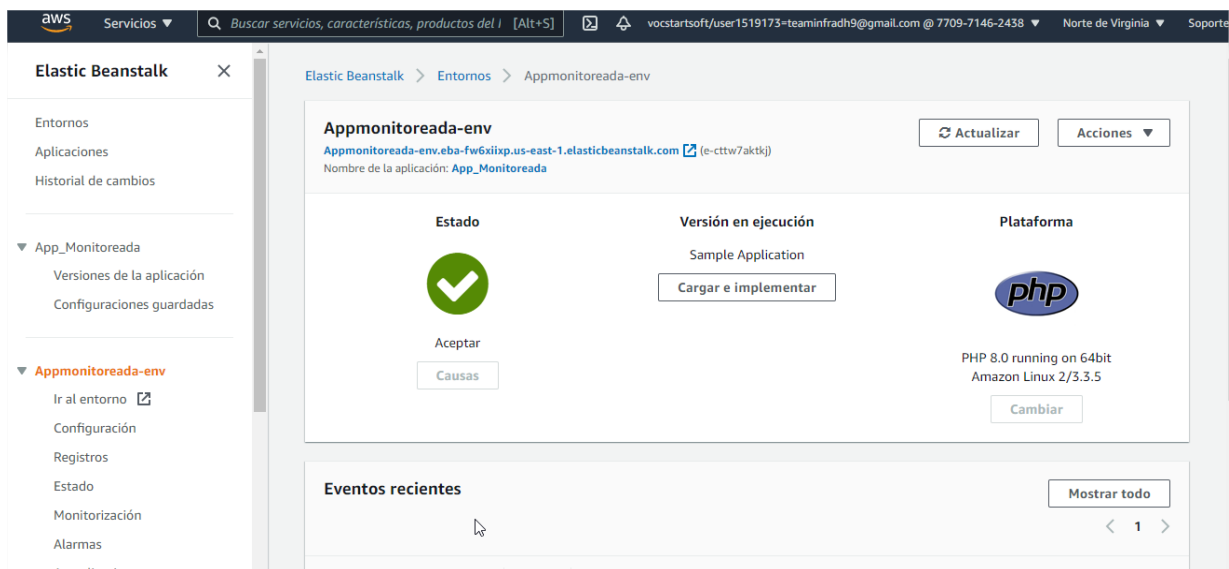 aws Servicios ▼ Buscar servicios, características, productos del [Alt+S] vocstartsoft/user1519173=teaminfradh9@gmail.com @ 7709-7146-2438 ▼ Norte de Virginia ▼ Soporte
Elastic Beanstalk
Entornos
Aplicaciones
Historial de cambios
App_Monitoreada
Versiones de la aplicación
Configuraciones guardadas
Appmonitoreada-env
Ir al entorno
Configuración
Registros
Estado
Monitorización
Alarmas
Elastic Beanstalk > Entornos > Appmonitoreada-env
Appmonitoreada-env
Actualizar
Acciones ▼
Appmonitoreada-env.eba-fw6xiixp.us-east-1.elasticbeanstalk.com (e-cttw7aktkj)
Nombre de la aplicación: App_Monitoreada
Estado
Aceptar
Causas
Versión en ejecución
Sample Application
Cargar e implementar
Plataforma
php
PHP 8.0 running on 64bit
Amazon Linux 2/3.3.5
Cambiar
Eventos recientes
Mostrar todo
< 1 >